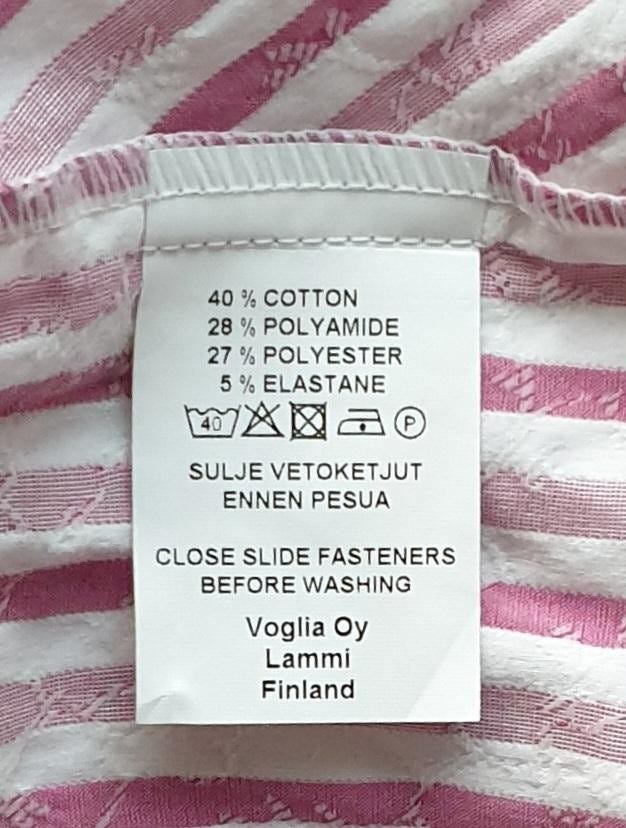 40 % COTTON
28 % POLYAMIDE
27 % POLYESTER
5 % ELASTANE
40 P
SULJE VETOKETJUT
ENNEN PESUA
CLOSE SLIDE FASTENERS
BEFORE WASHING
Voglia Oy
Lammi
Finland